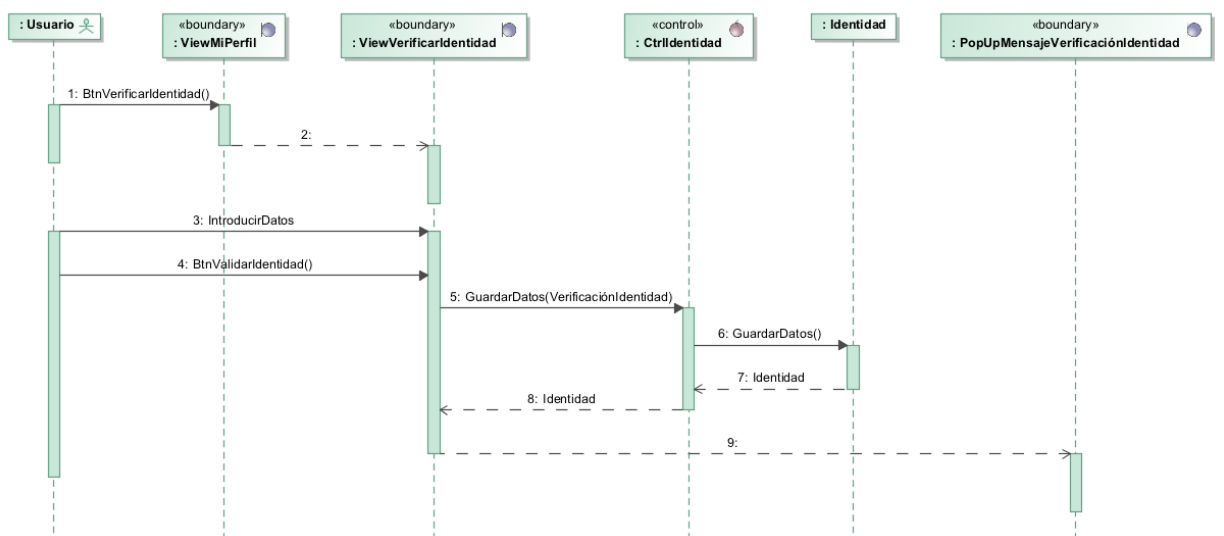 : Usuario
«boundary»
: ViewMiPerfil
«boundary»
: ViewVerificarIdentidad
«control»
: CtrlIdentidad
: Identidad
«boundary»
: PopUpMensajeVerificaciónIdentidad
1: BtnVerificarIdentidad()
2:
3: IntroducirDatos
4: BtnValidarIdentidad()
5: GuardarDatos(VerificaciónIdentidad)
6: GuardarDatos()
7: Identidad
8: Identidad
9: